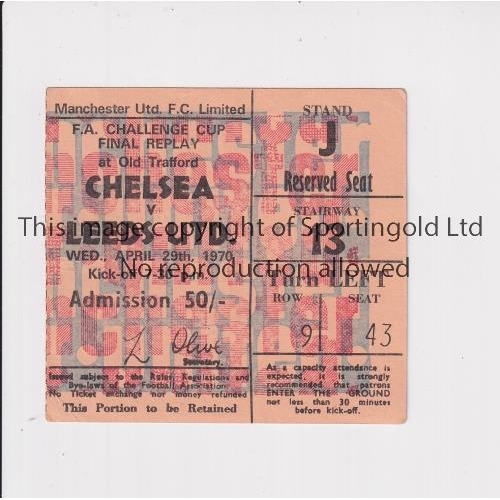 Manchester Utd. F.C. Limited
F.A. CHALLENGE CUP
FINAL REPLAY
at Old Trafford
CHELSEA
v
LEEDS UTD.
WED., APRIL 29th, 1970
Kick-off 7.30 p.m.
Admission 50/-
L Olive
Secretary.
Issued subject to the Rules Regulations and
Bye-laws of the Football Association.
No Ticket exchange nor money refunded
This Portion to be Retained
STAND
J
Reserved Seat
STAIRWAY
13
Turn LEFT
ROW SEAT
9 43
As a capacity attendance is
expected, it is strongly
recommended that patrons
ENTER THE GROUND
not less than 30 minutes
before kick-off.
This image copyright of Sportingold Ltd
No reproduction allowed